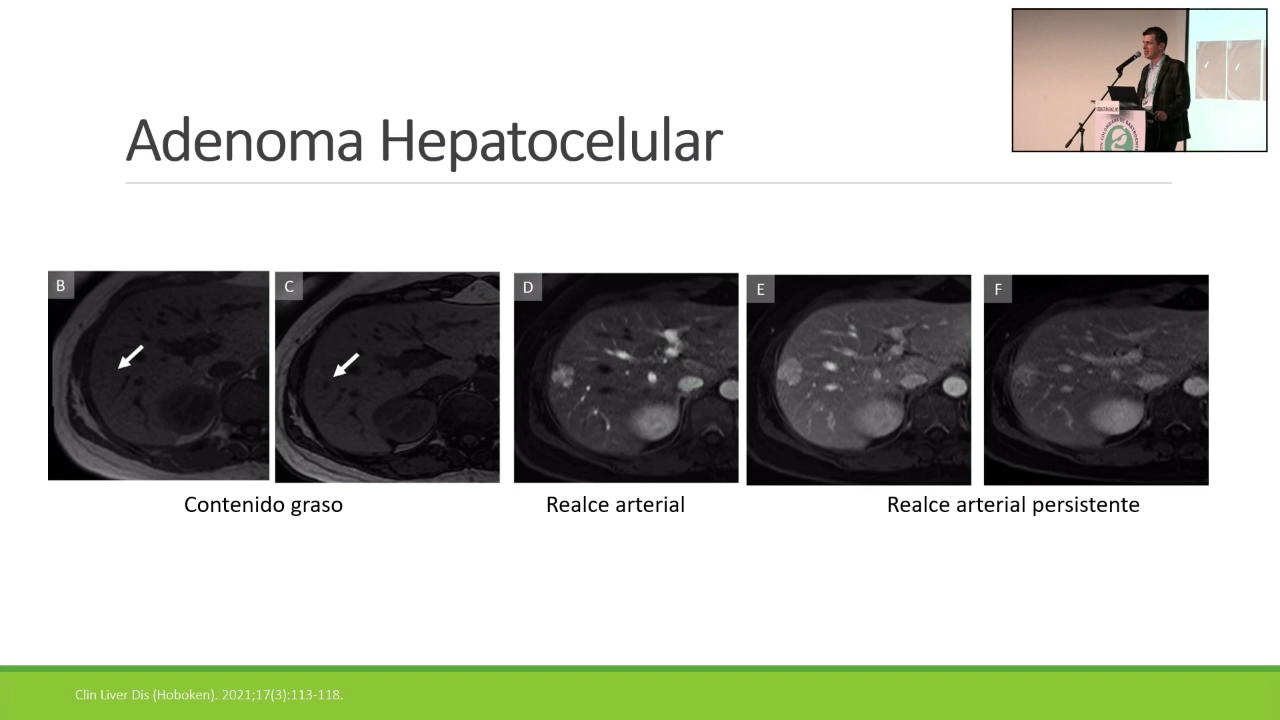 Adenoma Hepatocelular
B
C
D
E
F
Contenido graso
Realce arterial
Realce arterial persistente
Clin Liver Dis (Hoboken). 2021;17(3):113-118.